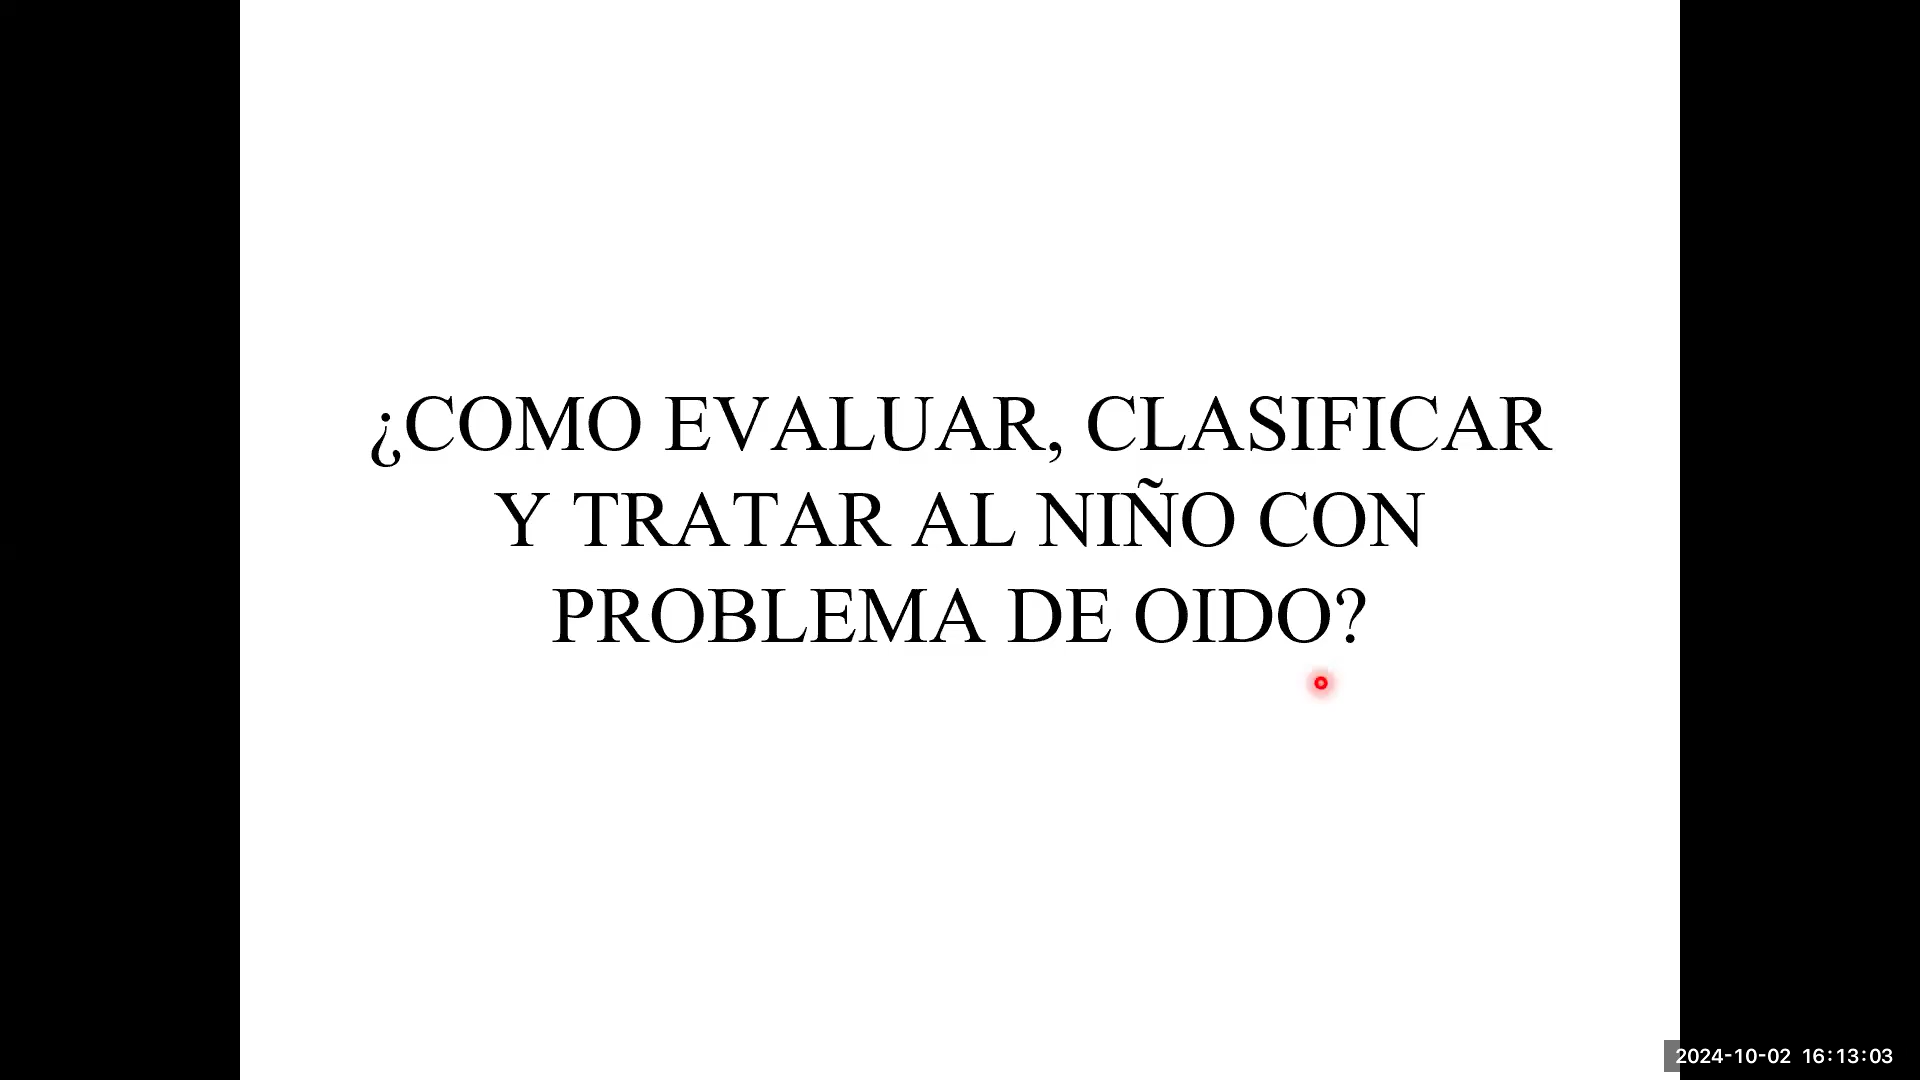 ¿COMO EVALUAR, CLASIFICAR
Y TRATAR AL NIÑO CON
PROBLEMA DE OIDO?
2024-10-02 16:13:03